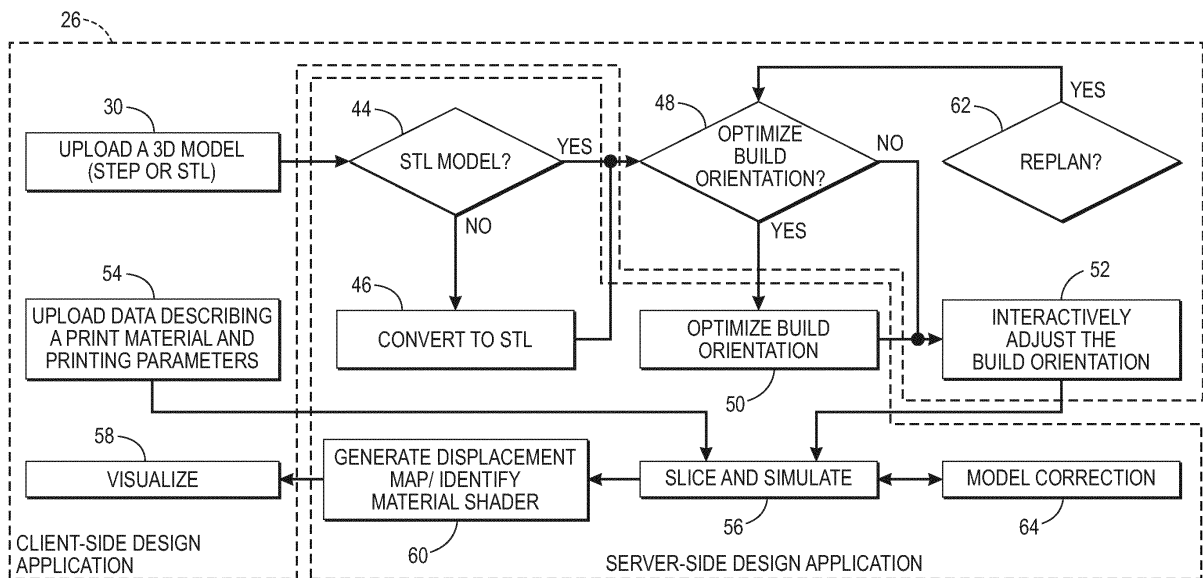 26
30
UPLOAD A 3D MODEL
(STEP OR STL)
44
STL MODEL?
YES
NO
46
CONVERT TO STL
48
OPTIMIZE
BUILD
ORIENTATION?
NO
YES
62
REPLAN?
YES
OPTIMIZE BUILD
ORIENTATION
50
52
INTERACTIVELY
ADJUST THE
BUILD ORIENTATION
54
UPLOAD DATA DESCRIBING
A PRINT MATERIAL AND
PRINTING PARAMETERS
58
VISUALIZE
GENERATE DISPLACEMENT
MAP/ IDENTIFY
MATERIAL SHADER
60
SLICE AND SIMULATE
56
MODEL CORRECTION
64
CLIENT-SIDE DESIGN
APPLICATION
SERVER-SIDE DESIGN APPLICATION